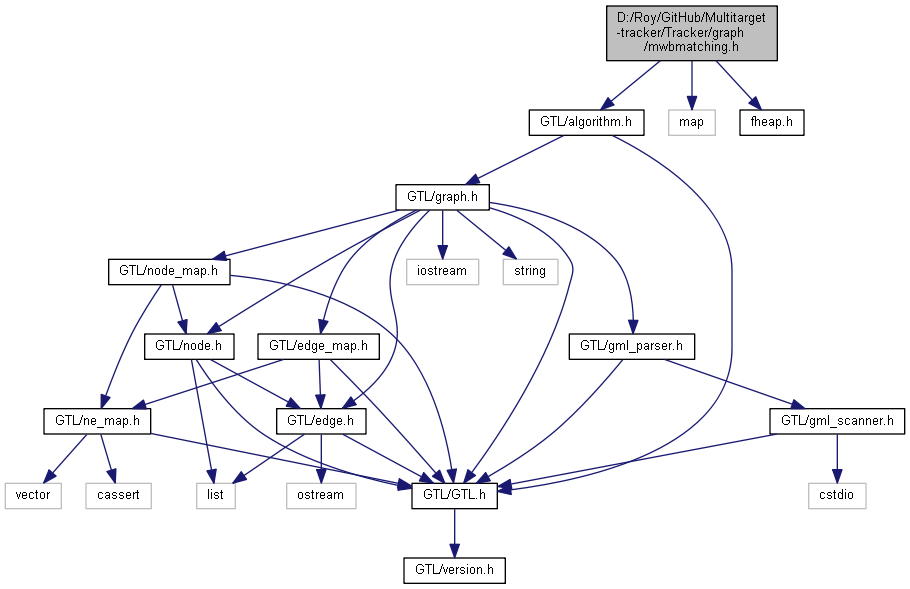 D:/Roy/GitHub/Multitarget
-tracker/Tracker/graph
/mwbmatching.h
GTL/algorithm.h
map
fheap.h
GTL/graph.h
GTL/node_map.h
iostream
string
GTL/node.h
GTL/edge_map.h
GTL/gml_parser.h
GTL/ne_map.h
GTL/edge.h
GTL/gml_scanner.h
vector
cassert
list
ostream
GTL/GTL.h
cstdio
GTL/version.h